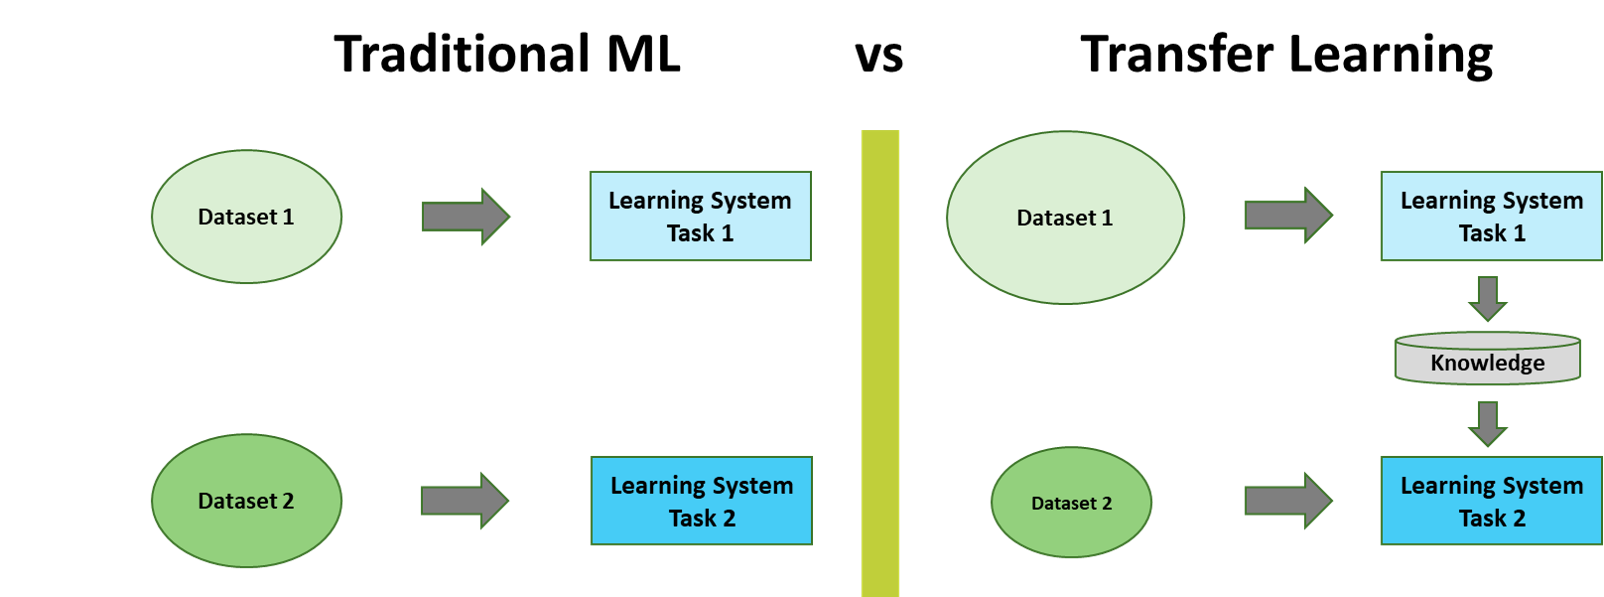 Traditional ML
vs
Transfer Learning
Dataset 1
Learning System
Task 1
Dataset 2
Learning System
Task 2
Dataset 1
Learning System
Task 1
Knowledge
Dataset 2
Learning System
Task 2